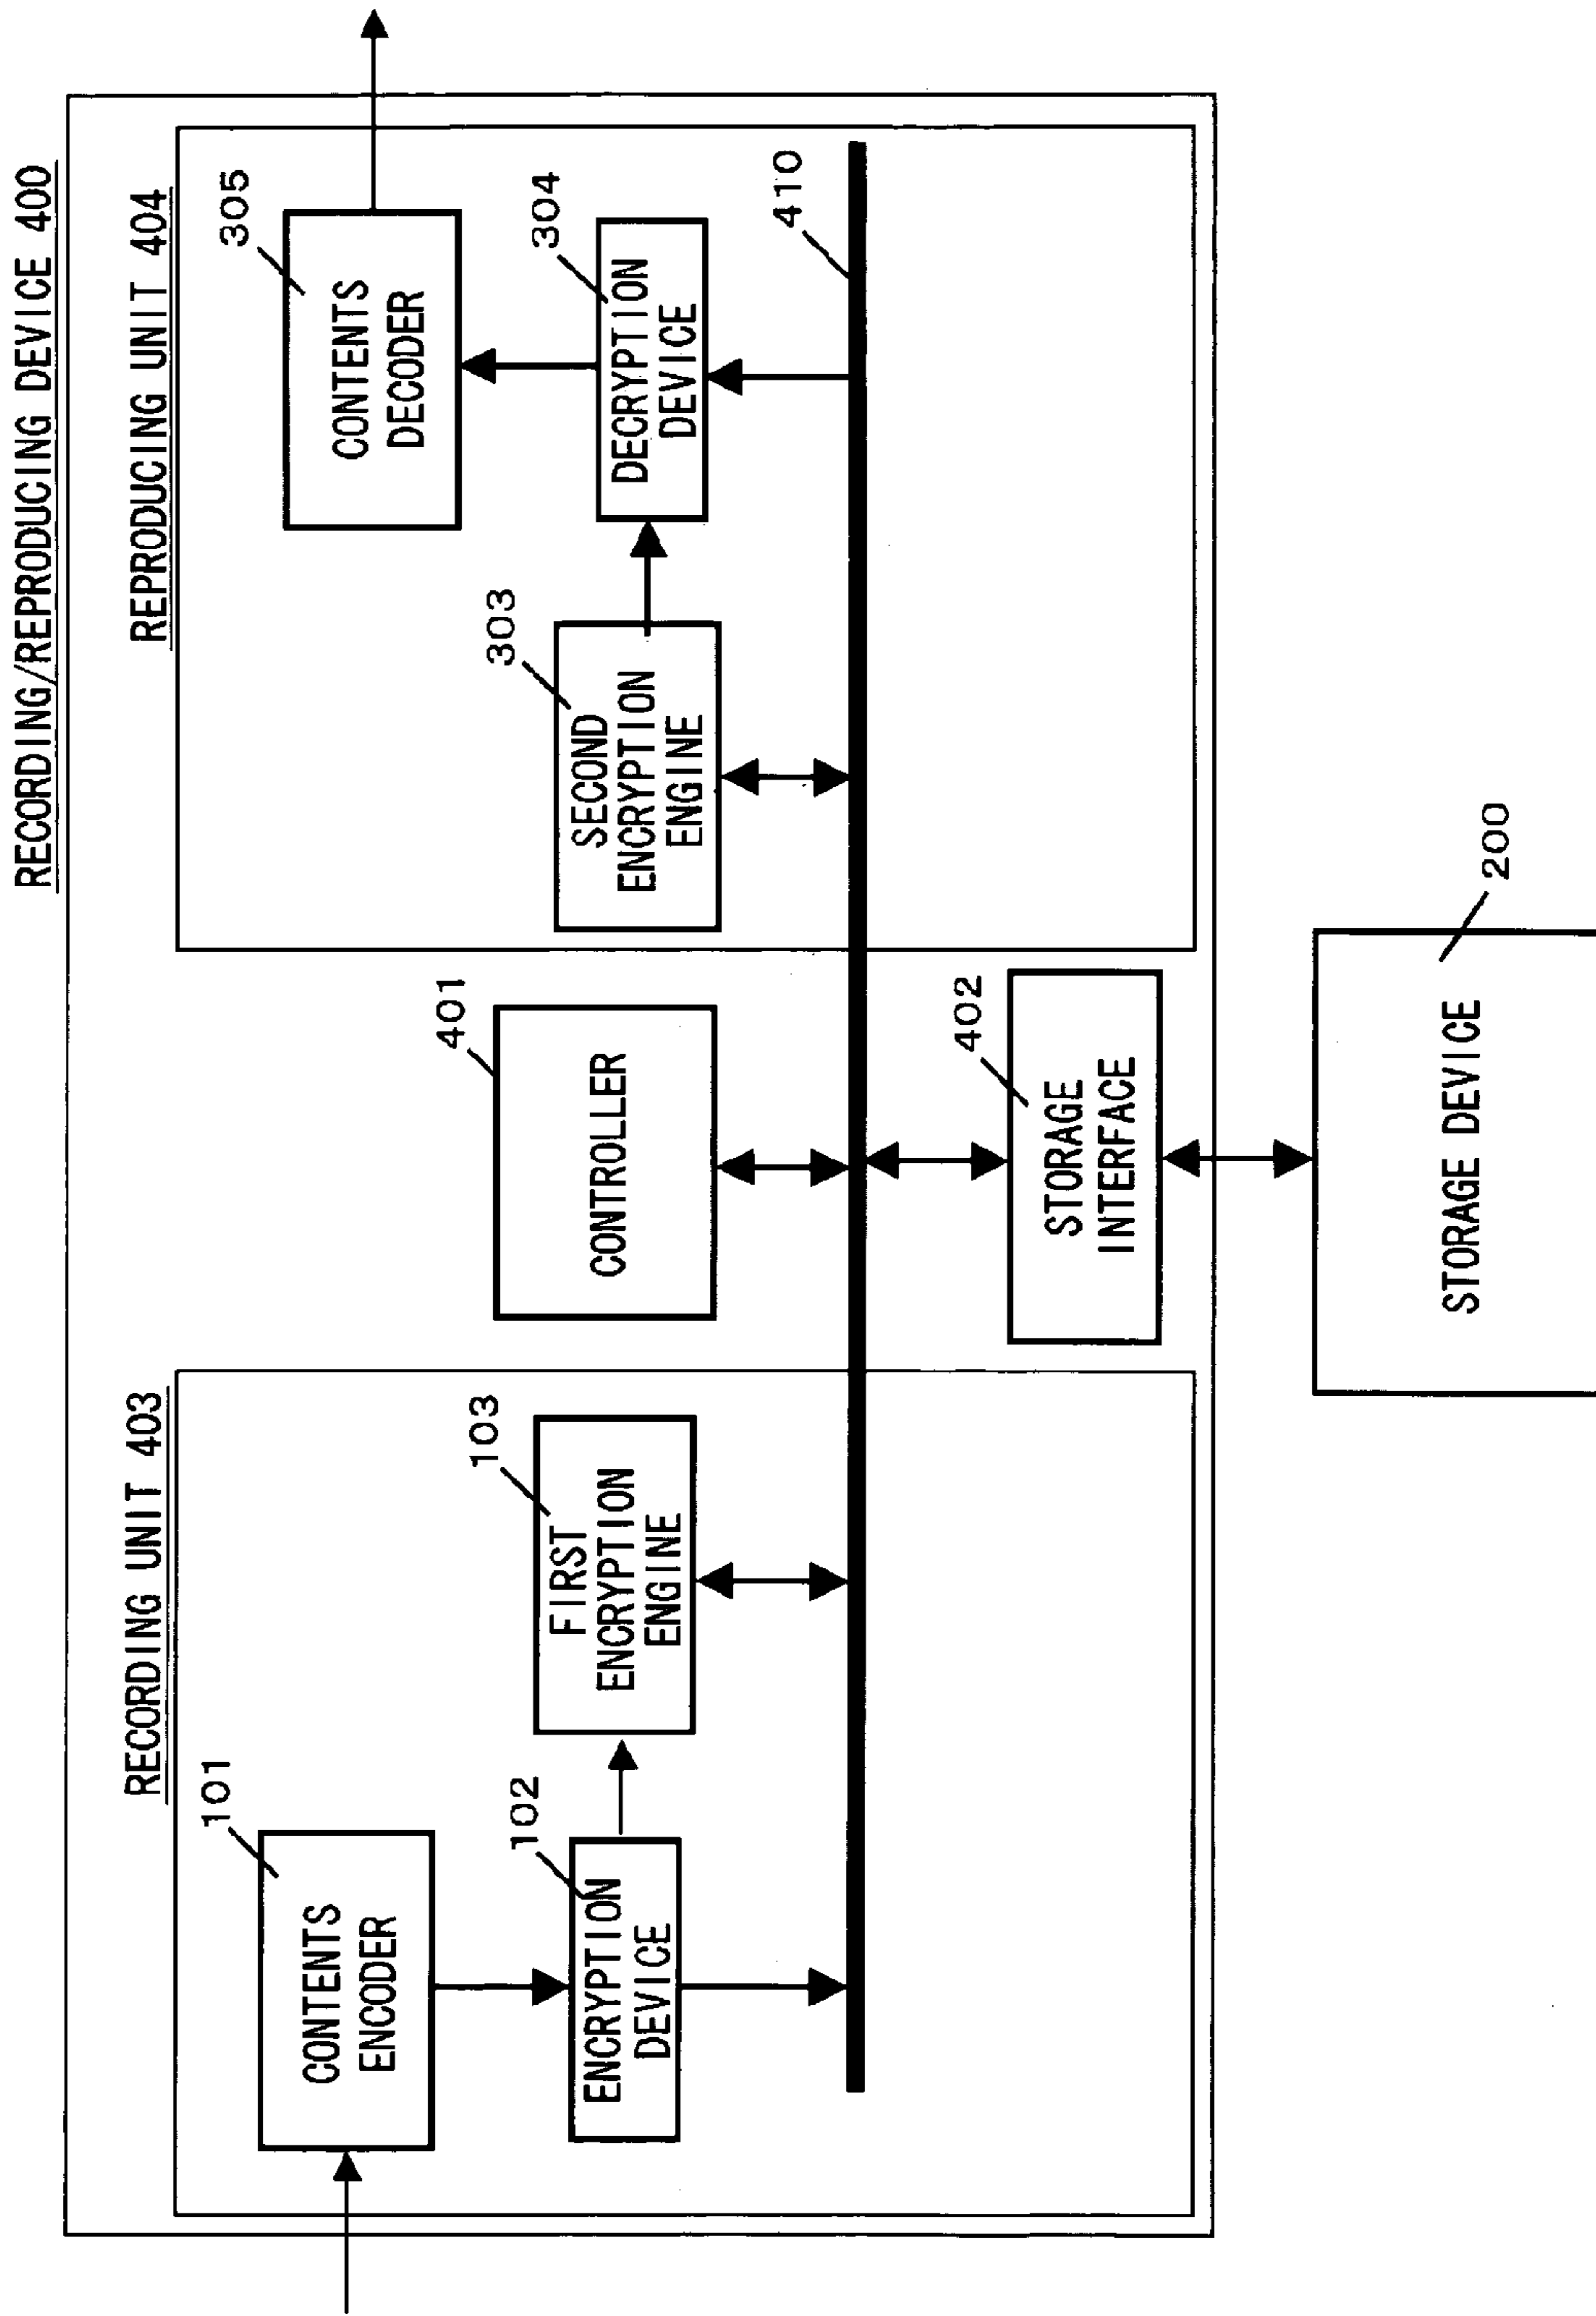 RECORDING/REPRODUCING DEVICE 400
RECORDING UNIT 403
101
CONTENTS
ENCODER
102
ENCRYPTION
DEVICE
103
FIRST
ENCRYPTION
ENGINE
401
CONTROLLER
402
STORAGE
INTERFACE
REPRODUCING UNIT 404
305
CONTENTS
DECODER
303
SECOND
ENCRYPTION
ENGINE
304
DECRYPTION
DEVICE
410
200
STORAGE DEVICE